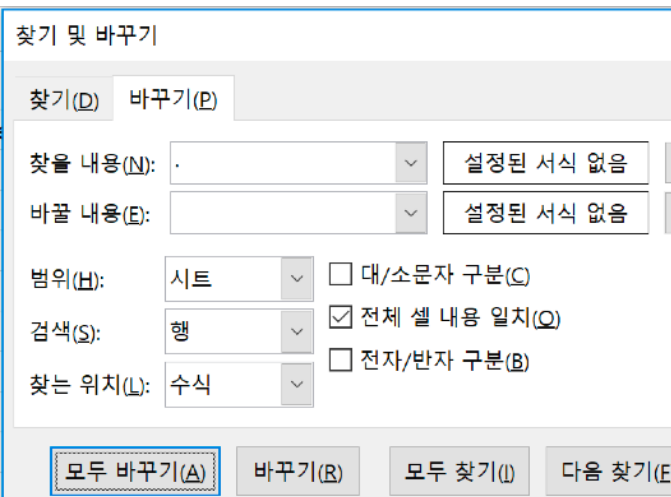 찾기 및 바꾸기
찾기(D) 바꾸기(P)
찾을 내용(N): . 설정된 서식 없음
바꿀 내용(E): 설정된 서식 없음
범위(H): 시트 대/소문자 구분(C)
검색(S): 행 전체 셀 내용 일치(O)
찾는 위치(L): 수식 전자/반자 구분(B)
모두 바꾸기(A) 바꾸기(R) 모두 찾기(I) 다음 찾기(F